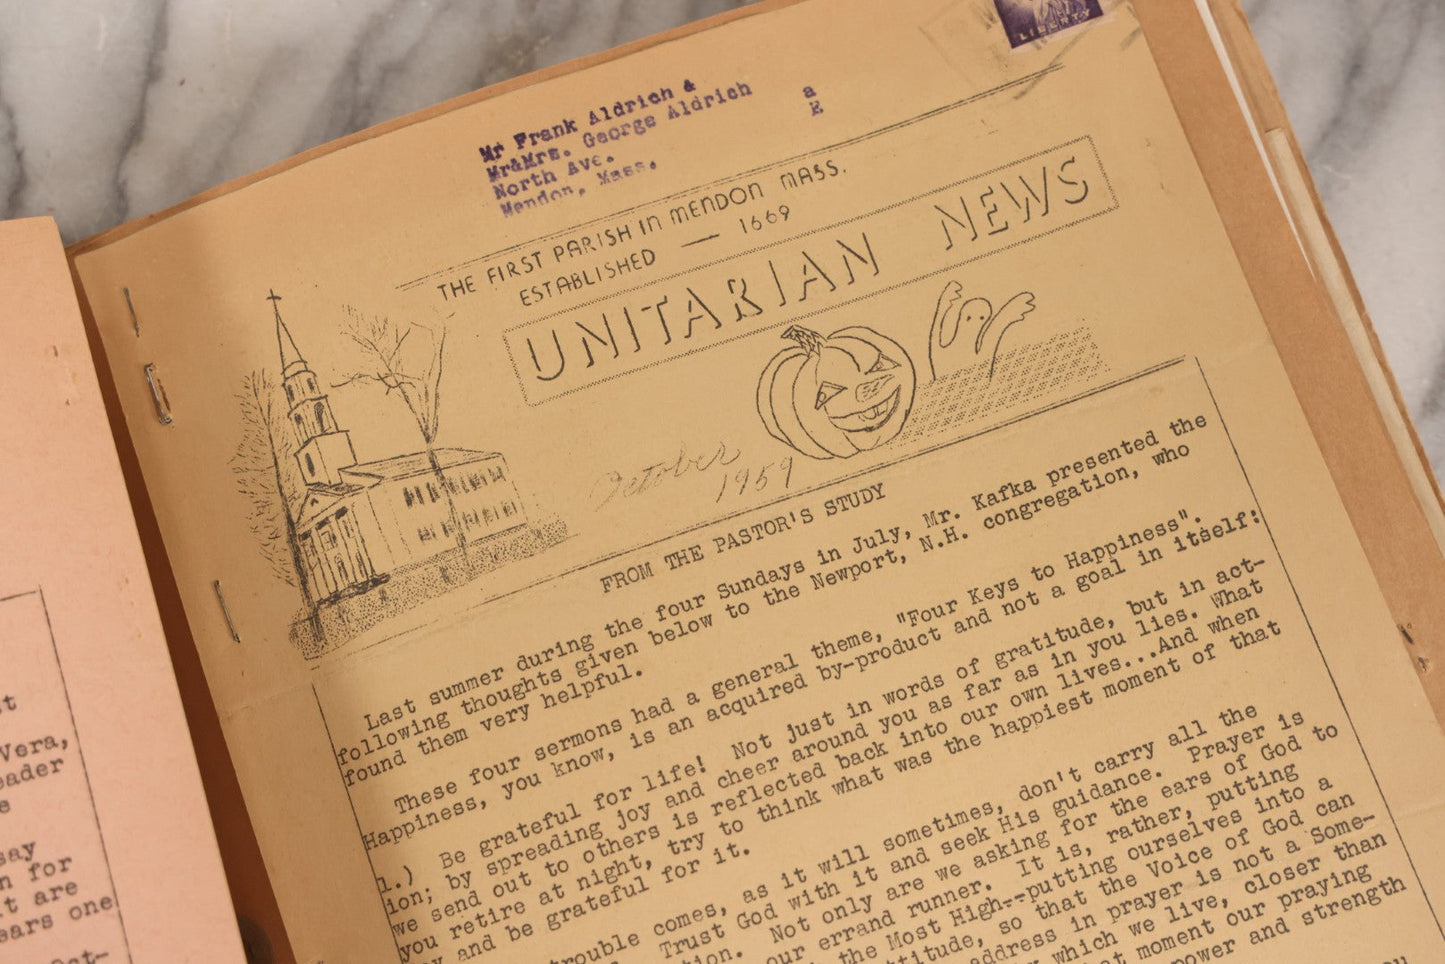 LIBERTY
Mr Frank Aldrich &
Mr&Mrs. George Aldrich a
North Ave. E
Mendon, Mass.
THE FIRST PARISH IN MENDON MASS.
ESTABLISHED — 1669
UNITARIAN NEWS
October
1959
FROM THE PASTOR'S STUDY
Last summer during the four Sundays in July, Mr. Kafka presented the
following thoughts given below to the Newport, N.H. congregation, who
found them very helpful.
These four sermons had a general theme, "Four Keys to Happiness".
Happiness, you know, is an acquired by-product and not a goal in itself:
1.) Be grateful for life! Not just in words of gratitude, but in act-
ion; by spreading joy and cheer around you as far as in you lies. What
we send out to others is reflected back into our own lives...And when
you retire at night, try to think what was the happiest moment of that
and be grateful for it.
trouble comes, as it will sometimes, don't carry all the
Trust God with it and seek His guidance. Prayer is
Not only are we asking for the ears of God to
our errand runner. It is, rather, putting
the Most High--putting ourselves into a
so that the Voice of God can
address in prayer is not a Some-
which we live, closer than
moment our praying
power and strength
you
Vera,
eader
say
n for
it are
ears one
Oct-